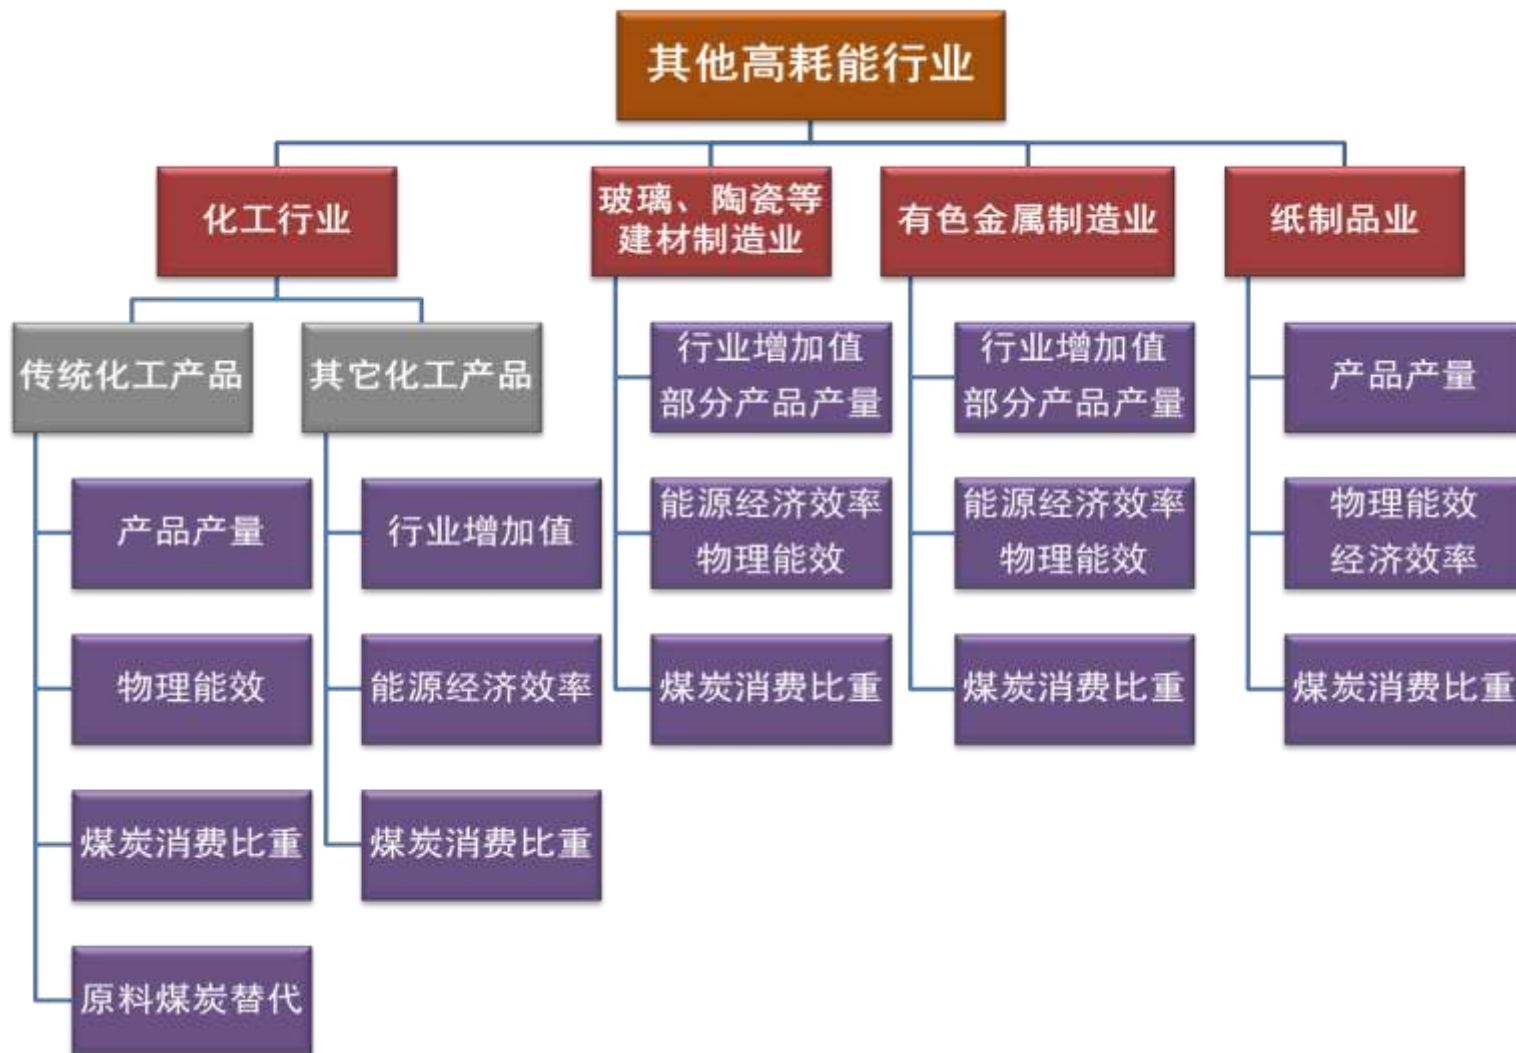 其他高耗能行业
化工行业
玻璃、陶瓷等
建材制造业
有色金属制造业
纸制品业
传统化工产品
其它化工产品
行业增加值
部分产品产量
行业增加值
部分产品产量
产品产量
产品产量
行业增加值
能源经济效率
物理能效
能源经济效率
物理能效
物理能效
经济效率
物理能效
能源经济效率
煤炭消费比重
煤炭消费比重
煤炭消费比重
煤炭消费比重
煤炭消费比重
原料煤炭替代